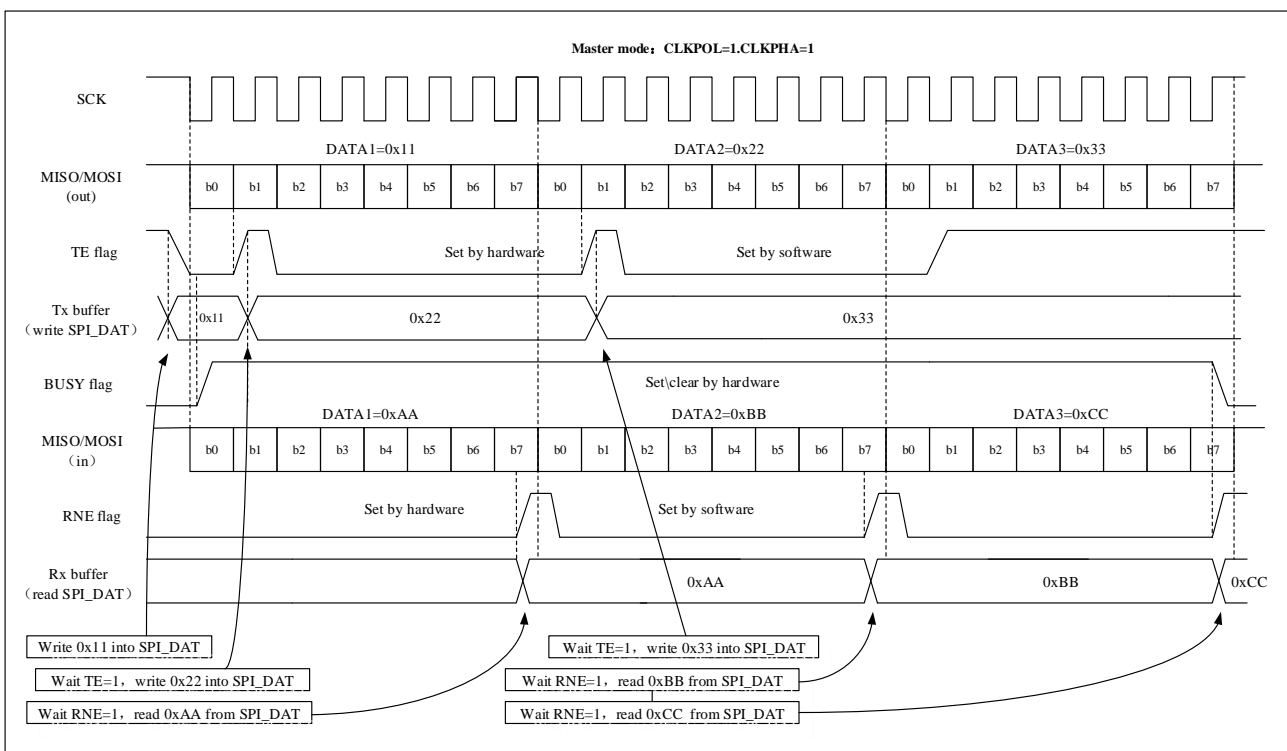 Master mode：CLKPOL=1.CLKPHA=1
SCK
DATA1=0x11 DATA2=0x22 DATA3=0x33
MISO/MOSI
(out)
b0 b1 b2 b3 b4 b5 b6 b7 b0 b1 b2 b3 b4 b5 b6 b7 b0 b1 b2 b3 b4 b5 b6 b7
TE flag
Set by hardware Set by software
Tx buffer
（write SPI_DAT）
0x11 0x22 0x33
BUSY flag
Set\clear by hardware
DATA1=0xAA DATA2=0xBB DATA3=0xCC
MISO/MOSI
（in）
b0 b1 b2 b3 b4 b5 b6 b7 b0 b1 b2 b3 b4 b5 b6 b7 b0 b1 b2 b3 b4 b5 b6 b7
RNE flag
Set by hardware Set by software
Rx buffer
（read SPI_DAT）
0xAA 0xBB 0xCC
Write 0x11 into SPI_DAT
Wait TE=1，write 0x33 into SPI_DAT
Wait TE=1，write 0x22 into SPI_DAT
Wait RNE=1，read 0xBB from SPI_DAT
Wait RNE=1，read 0xAA from SPI_DAT
Wait RNE=1，read 0xCC from SPI_DAT